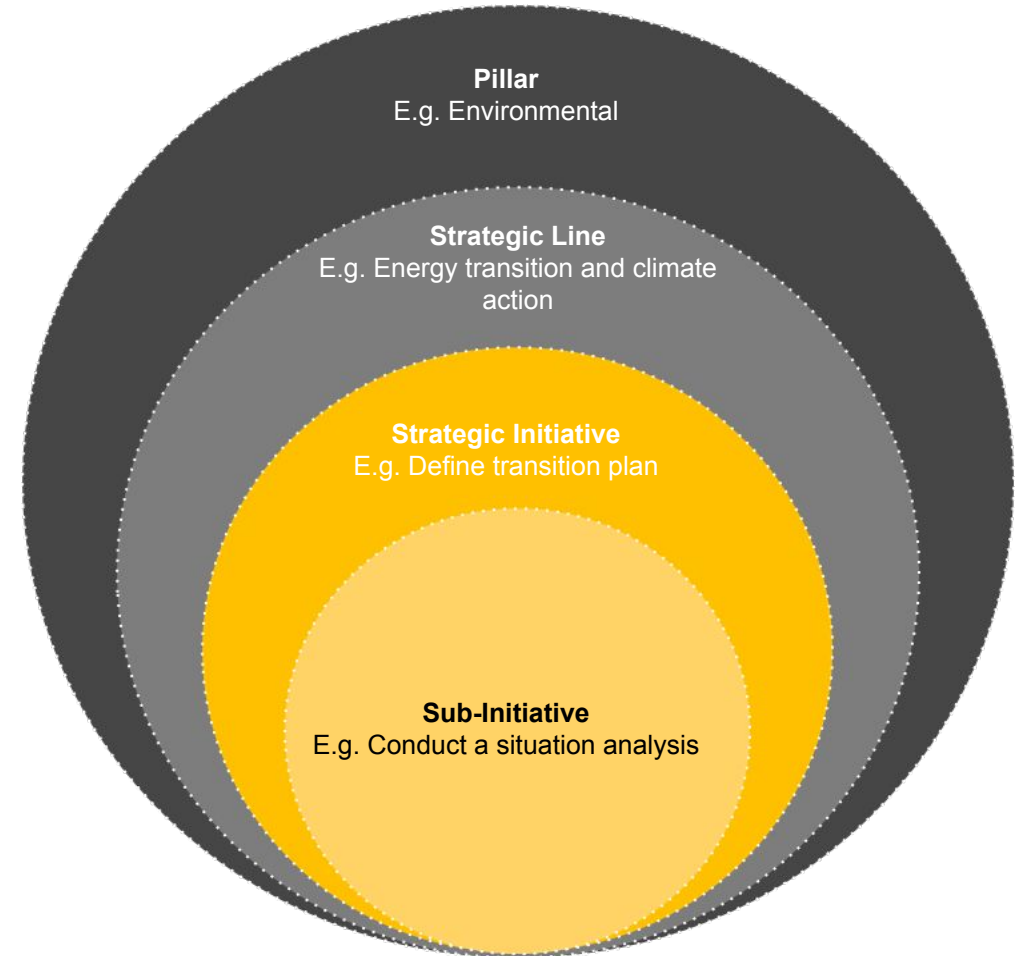 Pillar
E.g. Environmental
Strategic Line
E.g. Energy transition and climate
action
Strategic Initiative
E.g. Define transition plan
Sub-Initiative
E.g. Conduct a situation analysis